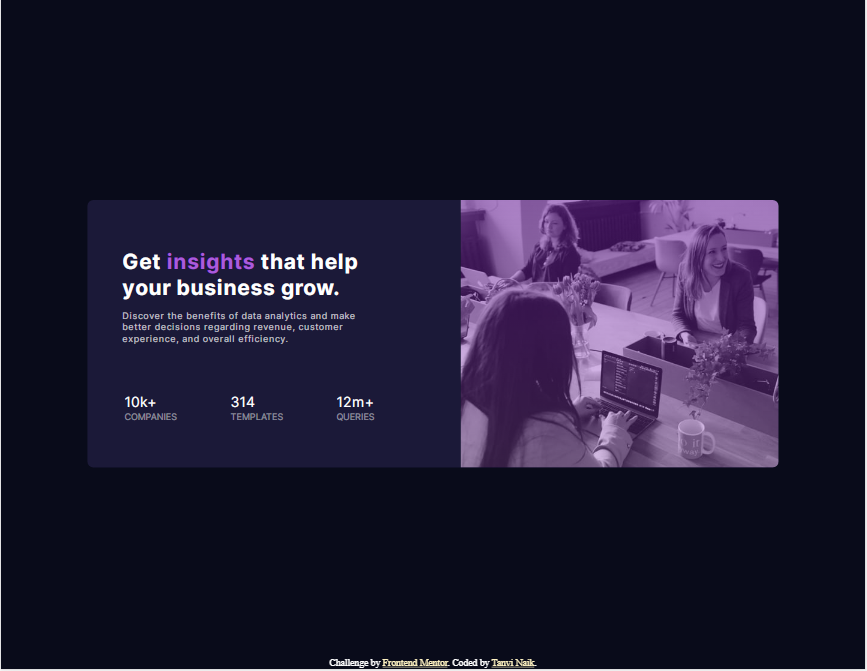 Get insights that help
your business grow.
Discover the benefits of data analytics and make
better decisions regarding revenue, customer
experience, and overall efficiency.
10k+ 314 12m+
COMPANIES TEMPLATES QUERIES
Challenge by Frontend Mentor. Coded by Tanvi Naik.